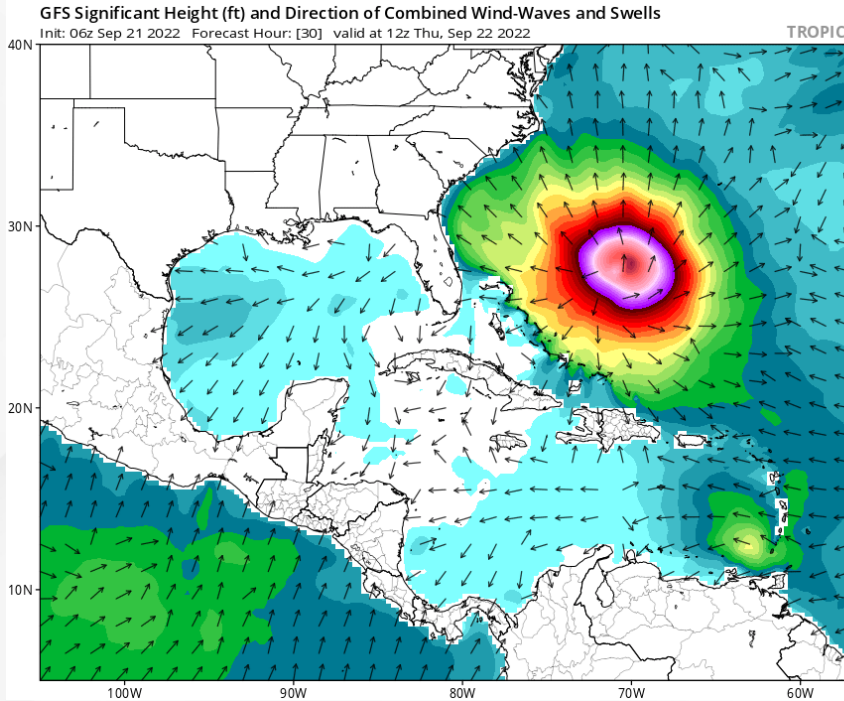 GFS Significant Height (ft) and Direction of Combined Wind-Waves and Swells
Init: 06z Sep 21 2022 Forecast Hour: [30] valid at 12z Thu, Sep 22 2022 TROPIC
40N
30N
20N
10N
100W 90W 80W 70W 60W